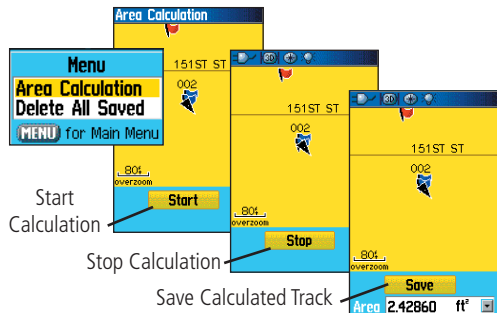 Area Calculation
151ST ST
002
80ft
overzoom
Start
Menu
Area Calculation
Delete All Saved
MENU for Main Menu
3D
151ST ST
002
80ft
overzoom
Stop
3D
151ST ST
002
80ft
overzoom
Save
Area 2.42860 ft²
Start
Calculation
Stop Calculation
Save Calculated Track